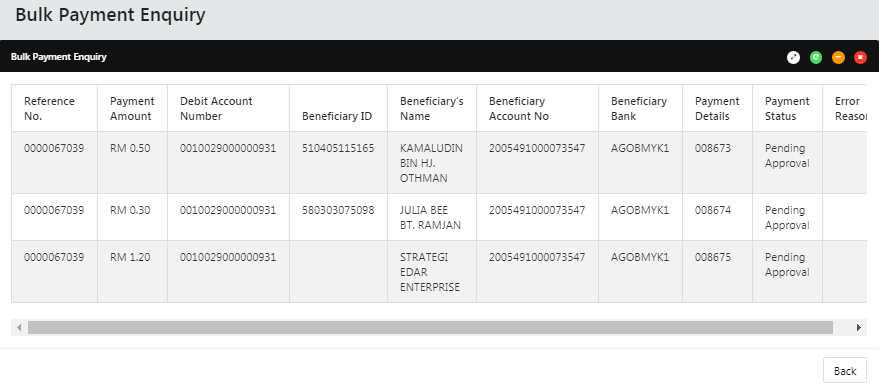 Bulk Payment Enquiry
Bulk Payment Enquiry
Reference No. Payment Amount Debit Account Number Beneficiary ID Beneficiary's Name Beneficiary Account No Beneficiary Bank Payment Details Payment Status Error Reaso
0000067039 RM 0.50 0010029000000931 510405115165 KAMALUDIN BIN HJ. OTHMAN 2005491000073547 AGOBMYK1 008673 Pending Approval
0000067039 RM 0.30 0010029000000931 580303075098 JULIA BEE BT. RAMJAN 2005491000073547 AGOBMYK1 008674 Pending Approval
0000067039 RM 1.20 0010029000000931 STRATEGI EDAR ENTERPRISE 2005491000073547 AGOBMYK1 008675 Pending Approval
Back